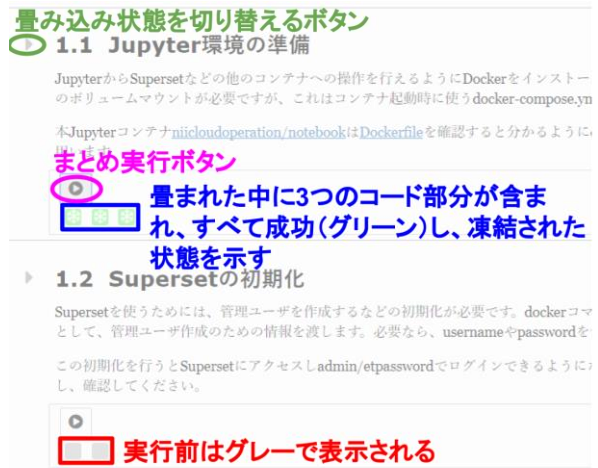 畳み込み状態を切り替えるボタン
1.1 Jupyter環境の準備
JupyterからSupersetなどの他のコンテナへの操作を行えるようにDockerをインストー
のボリュームマウントが必要ですが、これはコンテナ起動時に使うdocker-compose.ym
本Jupyterコンテナniicloudoperation/notebookはDockerfileを確認すると分かるように
まとめ実行ボタン
畳まれた中に3つのコード部分が含ま
れ、すべて成功(グリーン)し、凍結された
状態を示す
1.2 Supersetの初期化
Supersetを使うためには、管理ユーザを作成するなどの初期化が必要です。dockerコマ
として、管理ユーザ作成のための情報を渡します。必要なら、usernameやpasswordを
この初期化を行うとSupersetにアクセスしadmin/etpasswordでログインできるように
し、確認してください。
実行前はグレーで表示される